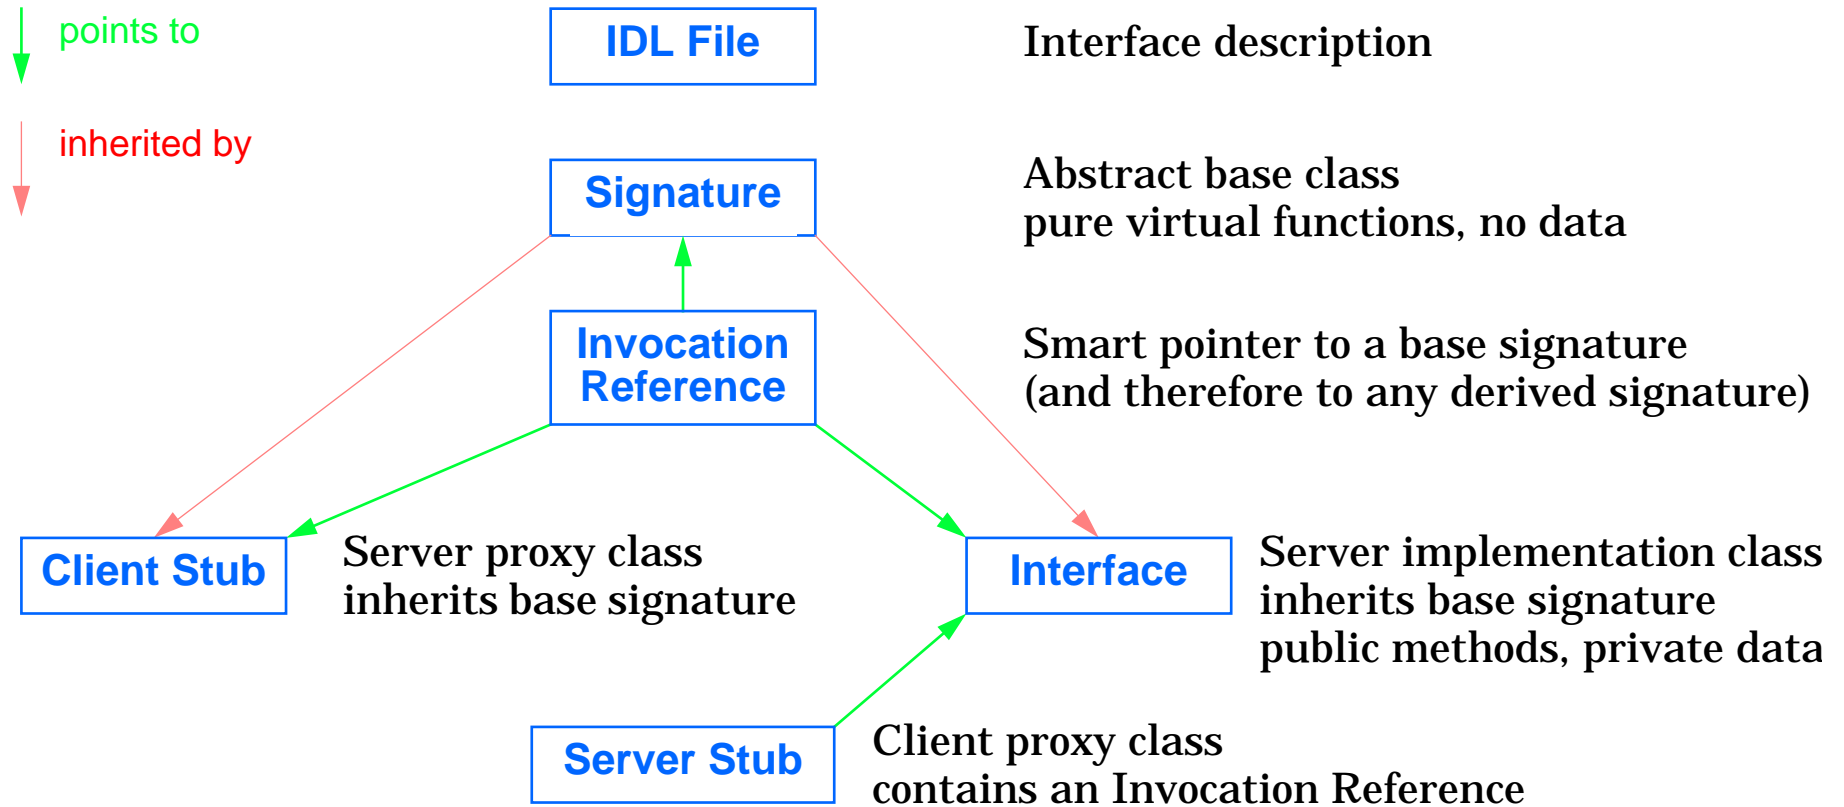 points to
IDL File
Interface description
inherited by
Signature
Abstract base class
pure virtual functions, no data
Invocation
Reference
Smart pointer to a base signature
(and therefore to any derived signature)
Client Stub
Server proxy class
inherits base signature
Interface
Server implementation class
inherits base signature
public methods, private data
Server Stub
Client proxy class
contains an Invocation Reference